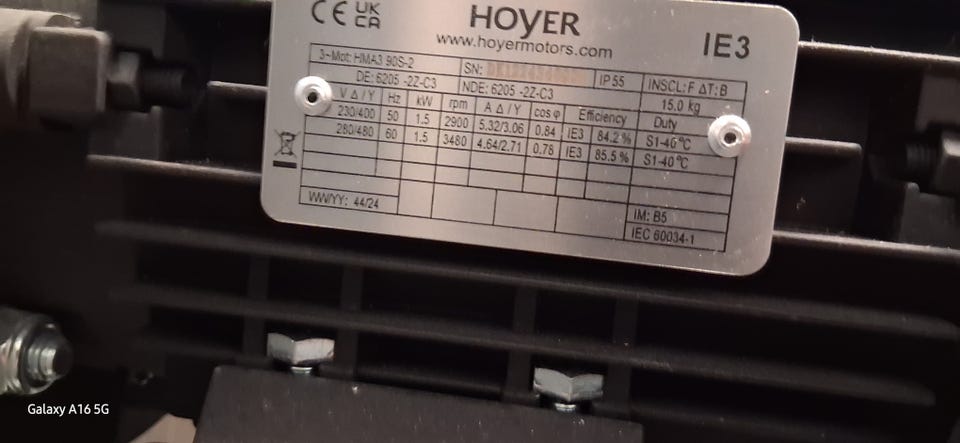 CE UK CA
HOYER
www.hoyermotors.com
IE3
3~Mot: HMA3 90S-2 SN: IP 55 INSCL: F ΔT: B
DE: 6205 -2Z-C3 NDE: 6205 -2Z-C3 15.0 kg
V Δ / Y Hz kW rpm A Δ / Y cos φ Efficiency Duty
230/400 50 1.5 2900 5.32/3.06 0.84 IE3 84.2 % S1-40 °C
280/480 60 1.5 3480 4.64/2.71 0.78 IE3 85.5 % S1-40 °C
WW/YY: 44/24 IM: B5
IEC 60034-1
Galaxy A16 5G